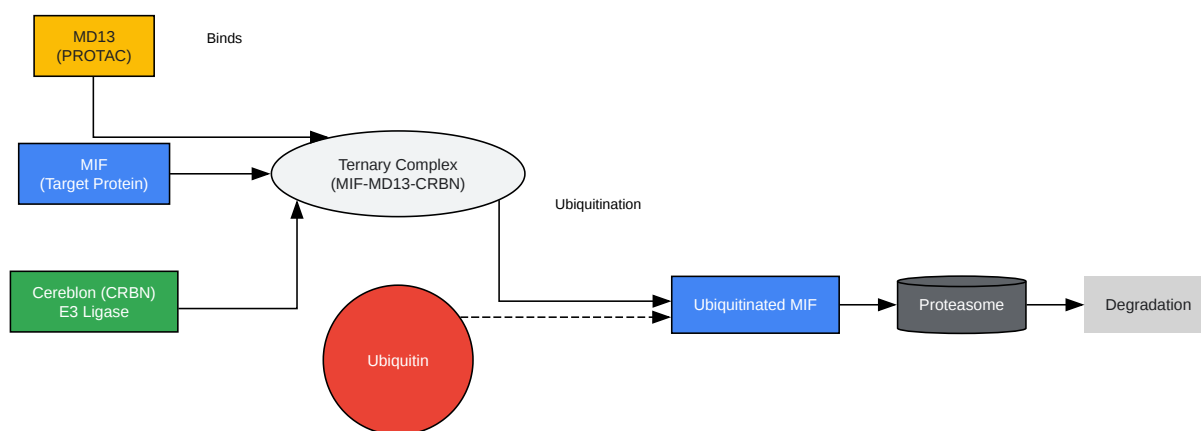 MD13
(PROTAC)
Binds
MIF
(Target Protein)
Ternary Complex
(MIF-MD13-CRBN)
Ubiquitination
Cereblon (CRBN)
E3 Ligase
Ubiquitin
Ubiquitinated MIF
Proteasome
Degradation